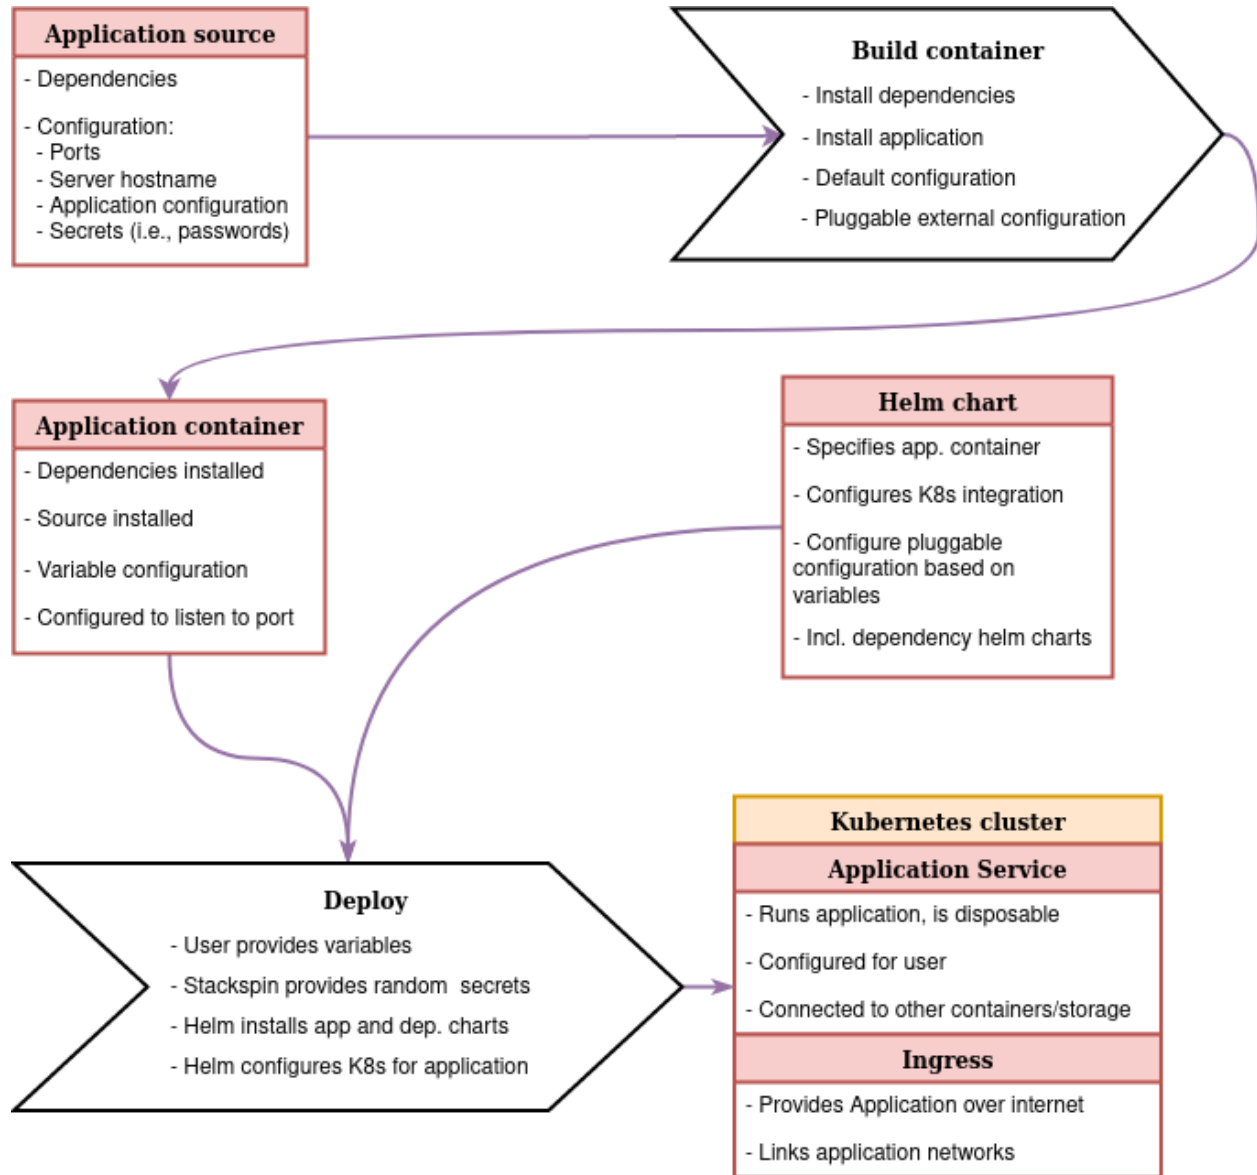 Application source
- Dependencies
- Configuration:
- Ports
- Server hostname
- Application configuration
- Secrets (i.e., passwords)
Build container
- Install dependencies
- Install application
- Default configuration
- Pluggable external configuration
Application container
- Dependencies installed
- Source installed
- Variable configuration
- Configured to listen to port
Helm chart
- Specifies app. container
- Configures K8s integration
- Configure pluggable
configuration based on
variables
- Incl. dependency helm charts
Deploy
- User provides variables
- Stackspin provides random  secrets
- Helm installs app and dep. charts
- Helm configures K8s for application
Kubernetes cluster
Application Service
- Runs application, is disposable
- Configured for user
- Connected to other containers/storage
Ingress
- Provides Application over internet
- Links application networks